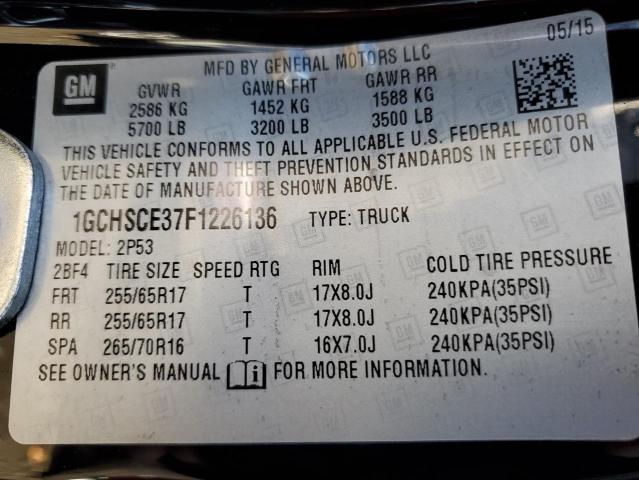 05/15
GM MFD BY GENERAL MOTORS LLC
GVWR GAWR FRT GAWR RR
2586 KG 1452 KG 1588 KG
5700 LB 3200 LB 3500 LB
THIS VEHICLE CONFORMS TO ALL APPLICABLE U.S. FEDERAL MOTOR
VEHICLE SAFETY AND THEFT PREVENTION STANDARDS IN EFFECT ON
THE DATE OF MANUFACTURE SHOWN ABOVE.
1GCHSCE37F1226136 TYPE: TRUCK
MODEL: 2P53
2BF4 TIRE SIZE SPEED RTG RIM COLD TIRE PRESSURE
FRT 255/65R17 T 17X8.0J 240KPA(35PSI)
RR 255/65R17 T 17X8.0J 240KPA(35PSI)
SPA 265/70R16 T 16X7.0J 240KPA(35PSI)
SEE OWNER'S MANUAL i FOR MORE INFORMATION.